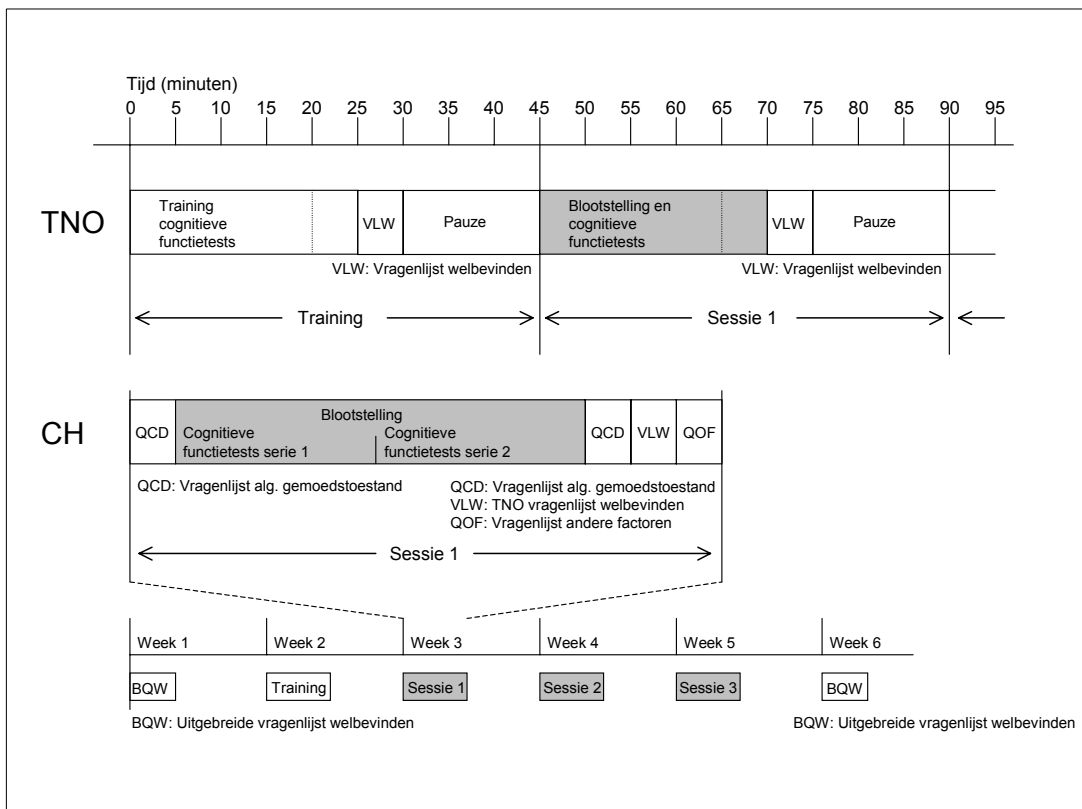 Tijd (minuten)
0 5 10 15 20 25 30 35 40 45 50 55 60 65 70 75 80 85 90 95
TNO
Training
cognitieve
functietests
VLW
Pauze
Blootstelling en
cognitieve
functietests
VLW
Pauze
VLW: Vragenlijst welbevinden
VLW: Vragenlijst welbevinden
Training
Sessie 1
CH
QCD
Blootstelling
Cognitieve
functietests serie 1
Cognitieve
functietests serie 2
QCD
VLW
QOF
QCD: Vragenlijst alg. gemoedstoestand
QCD: Vragenlijst alg. gemoedstoestand
VLW: TNO vragenlijst welbevinden
QOF: Vragenlijst andere factoren
Sessie 1
Week 1 Week 2 Week 3 Week 4 Week 5 Week 6
BQW Training Sessie 1 Sessie 2 Sessie 3 BQW
BQW: Uitgebreide vragenlijst welbevinden
BQW: Uitgebreide vragenlijst welbevinden